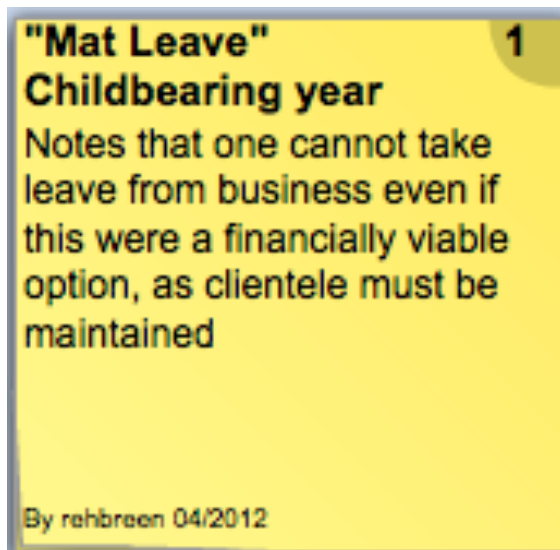 "Mat Leave" 1
Childbearing year
Notes that one cannot take
leave from business even if
this were a financially viable
option, as clientele must be
maintained
By rehbreen 04/2012